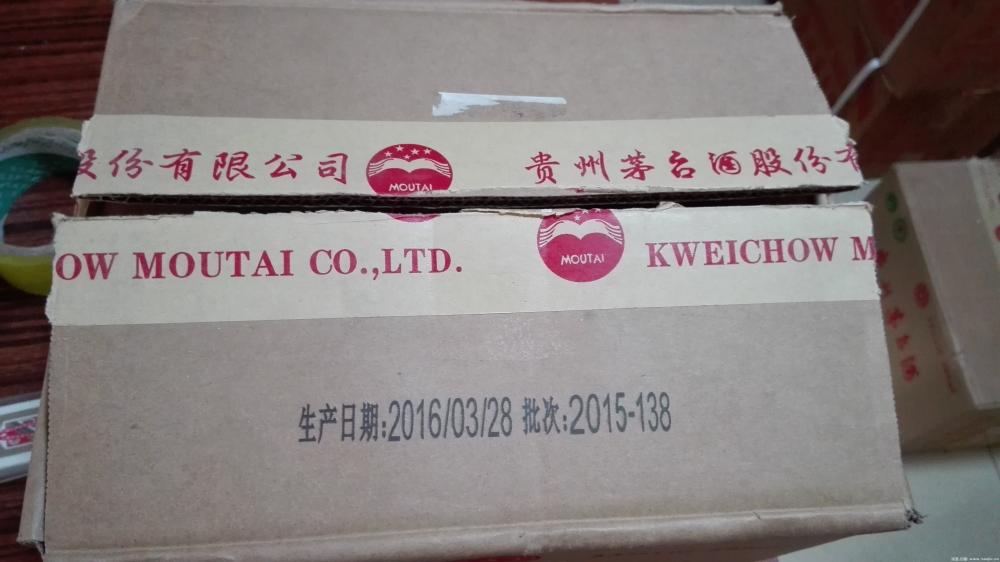 股份有限公司 MOUTAI 贵州茅台酒股份有
OW MOUTAI CO.,LTD. MOUTAI KWEICHOW M
生产日期:2016/03/28 批次:2015-138